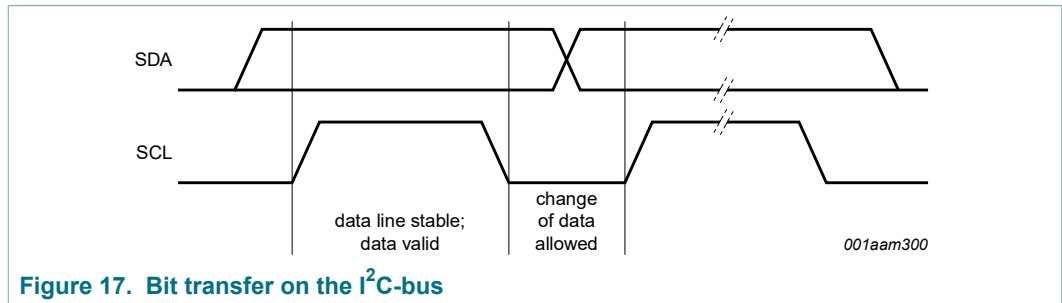 SDA
SCL
data line stable;
data valid
change
of data
allowed
001aam300
Figure 17. Bit transfer on the I²C-bus